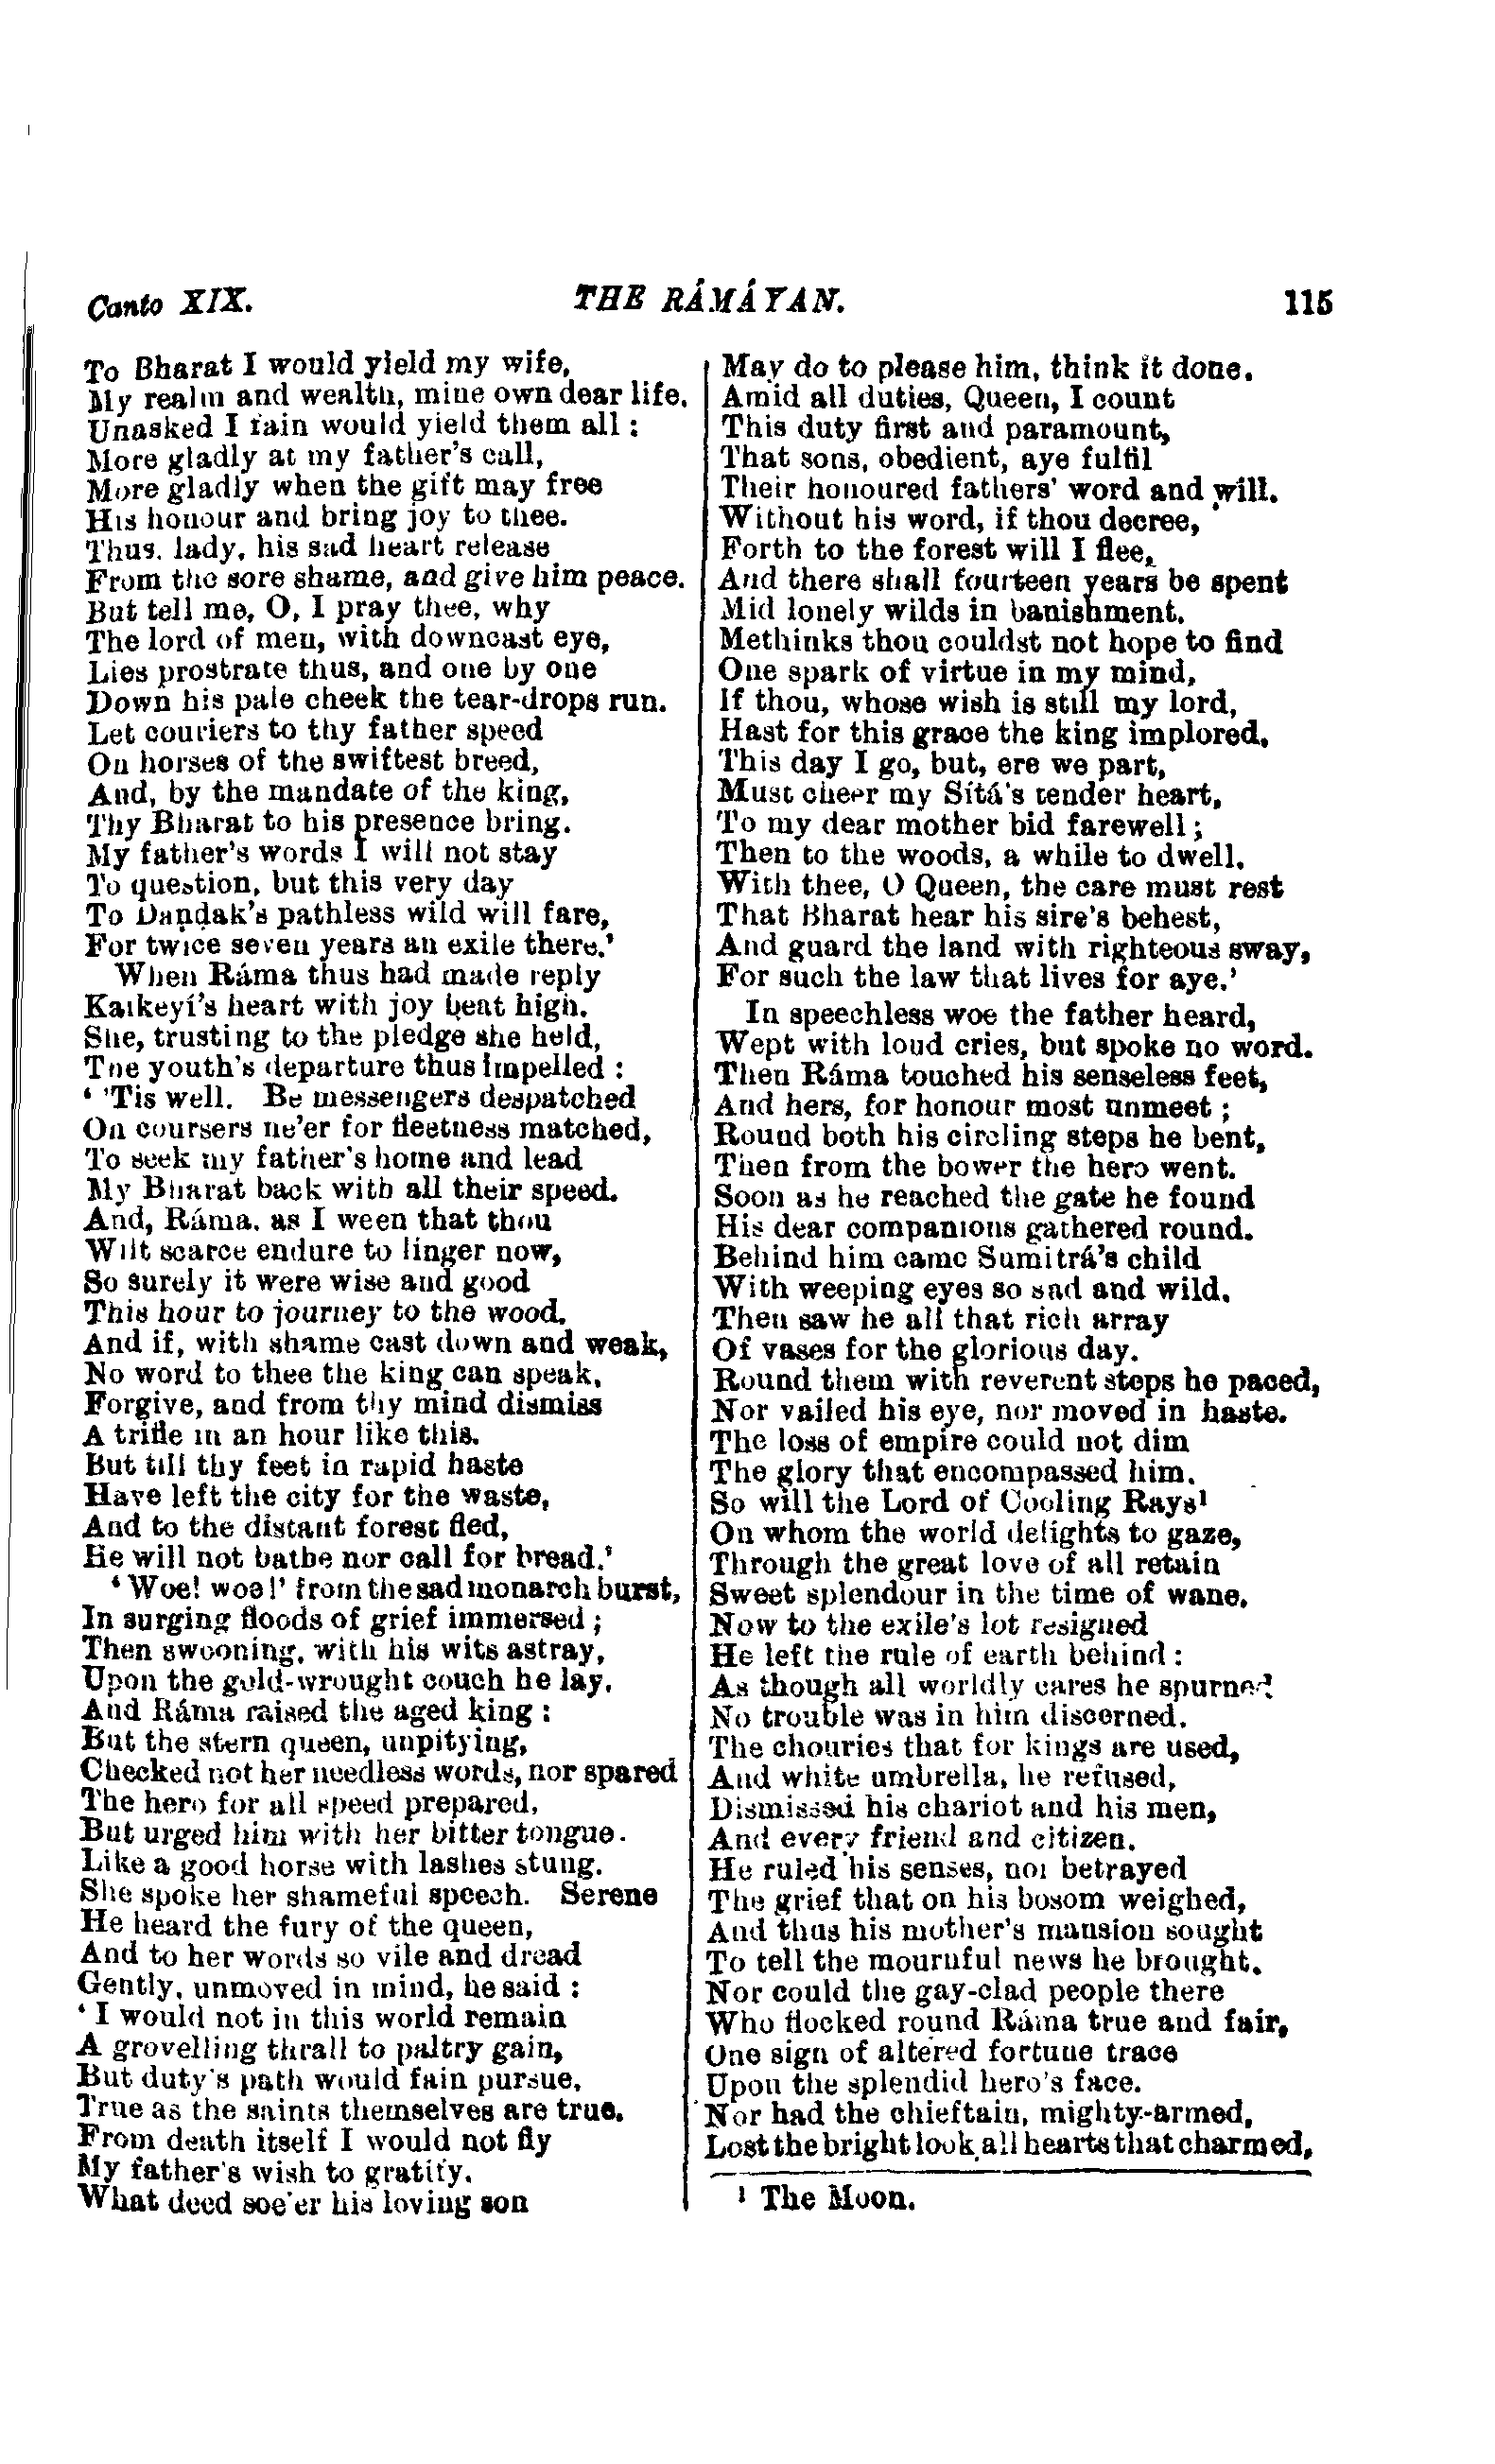 Canto XIX.
THE RÁMÁYAN.
115
To Bharat I would yield my wife,
My realm and wealth, mine own dear life.
Unasked I fain would yield them all :
More gladly at my father's call,
More gladly when the gift may free
His honour and bring joy to thee.
Thus, lady, his sad heart release
From the sore shame, and give him peace.
But tell me, O, I pray thee, why
The lord of men, with downcast eye,
Lies prostrate thus, and one by one
Down his pale cheek the tear-drops run.
Let couriers to thy father speed
On horses of the swiftest breed,
And, by the mandate of the king,
Thy Bharat to his presence bring.
My father's words I will not stay
To question, but this very day
To Daṇḍak's pathless wild will fare,
For twice seven years an exile there.'
When Ráma thus had made reply
Kaikeyí's heart with joy beat high.
She, trusting to the pledge she held,
The youth's departure thus impelled :
' 'Tis well. Be messengers despatched
On coursers ne'er for fleetness matched,
To seek my father's home and lead
My Bharat back with all their speed.
And, Ráma, as I ween that thou
Wilt scarce endure to linger now,
So surely it were wise and good
This hour to journey to the wood.
And if, with shame cast down and weak,
No word to thee the king can speak,
Forgive, and from thy mind dismiss
A trifle in an hour like this.
But till thy feet in rapid haste
Have left the city for the waste,
And to the distant forest fled,
He will not bathe nor call for bread.'
'Woe! woe!' from the sad monarch burst,
In surging floods of grief immersed ;
Then swooning, with his wits astray,
Upon the gold-wrought couch he lay.
And Ráma raised the aged king :
But the stern queen, unpitying,
Checked not her needless words, nor spared
The hero for all speed prepared,
But urged him with her bitter tongue.
Like a good horse with lashes stung.
She spoke her shameful speech. Serene
He heard the fury of the queen,
And to her words so vile and dread
Gently, unmoved in mind, he said :
'I would not in this world remain
A grovelling thrall to paltry gain,
But duty's path would fain pursue,
True as the saints themselves are true.
From death itself I would not fly
My father's wish to gratify.
What deed soe'er his loving son
May do to please him, think it done.
Amid all duties, Queen, I count
This duty first and paramount,
That sons, obedient, aye fulfil
Their honoured fathers' word and will.
Without his word, if thou decree,
Forth to the forest will I flee,
And there shall fourteen years be spent
Mid lonely wilds in banishment.
Methinks thou couldst not hope to find
One spark of virtue in my mind,
If thou, whose wish is still my lord,
Hast for this grace the king implored.
This day I go, but, ere we part,
Must cheer my Sítá's tender heart,
To my dear mother bid farewell ;
Then to the woods, a while to dwell.
With thee, O Queen, the care must rest
That Bharat hear his sire's behest,
And guard the land with righteous sway,
For such the law that lives for aye.'
In speechless woe the father heard,
Wept with loud cries, but spoke no word.
Then Ráma touched his senseless feet,
And hers, for honour most unmeet ;
Round both his circling steps he bent,
Then from the bower the hero went.
Soon as he reached the gate he found
His dear companions gathered round.
Behind him came Sumitrá's child
With weeping eyes so sad and wild.
Then saw he all that rich array
Of vases for the glorious day.
Round them with reverent steps he paced,
Nor vailed his eye, nor moved in haste.
The loss of empire could not dim
The glory that encompassed him.
So will the Lord of Cooling Rays¹
On whom the world delights to gaze,
Through the great love of all retain
Sweet splendour in the time of wane.
Now to the exile's lot resigned
He left the rule of earth behind :
As though all worldly cares he spurned
No trouble was in him discerned.
The chouries that for kings are used,
And white umbrella, he refused,
Dismissed his chariot and his men,
And every friend and citizen.
He ruled his senses, nor betrayed
The grief that on his bosom weighed,
And thus his mother's mansion sought
To tell the mournful news he brought.
Nor could the gay-clad people there
Who flocked round Ráma true and fair,
One sign of altered fortune trace
Upon the splendid hero's face.
Nor had the chieftain, mighty-armed,
Lost the bright look all hearts that charmed,
¹ The Moon.